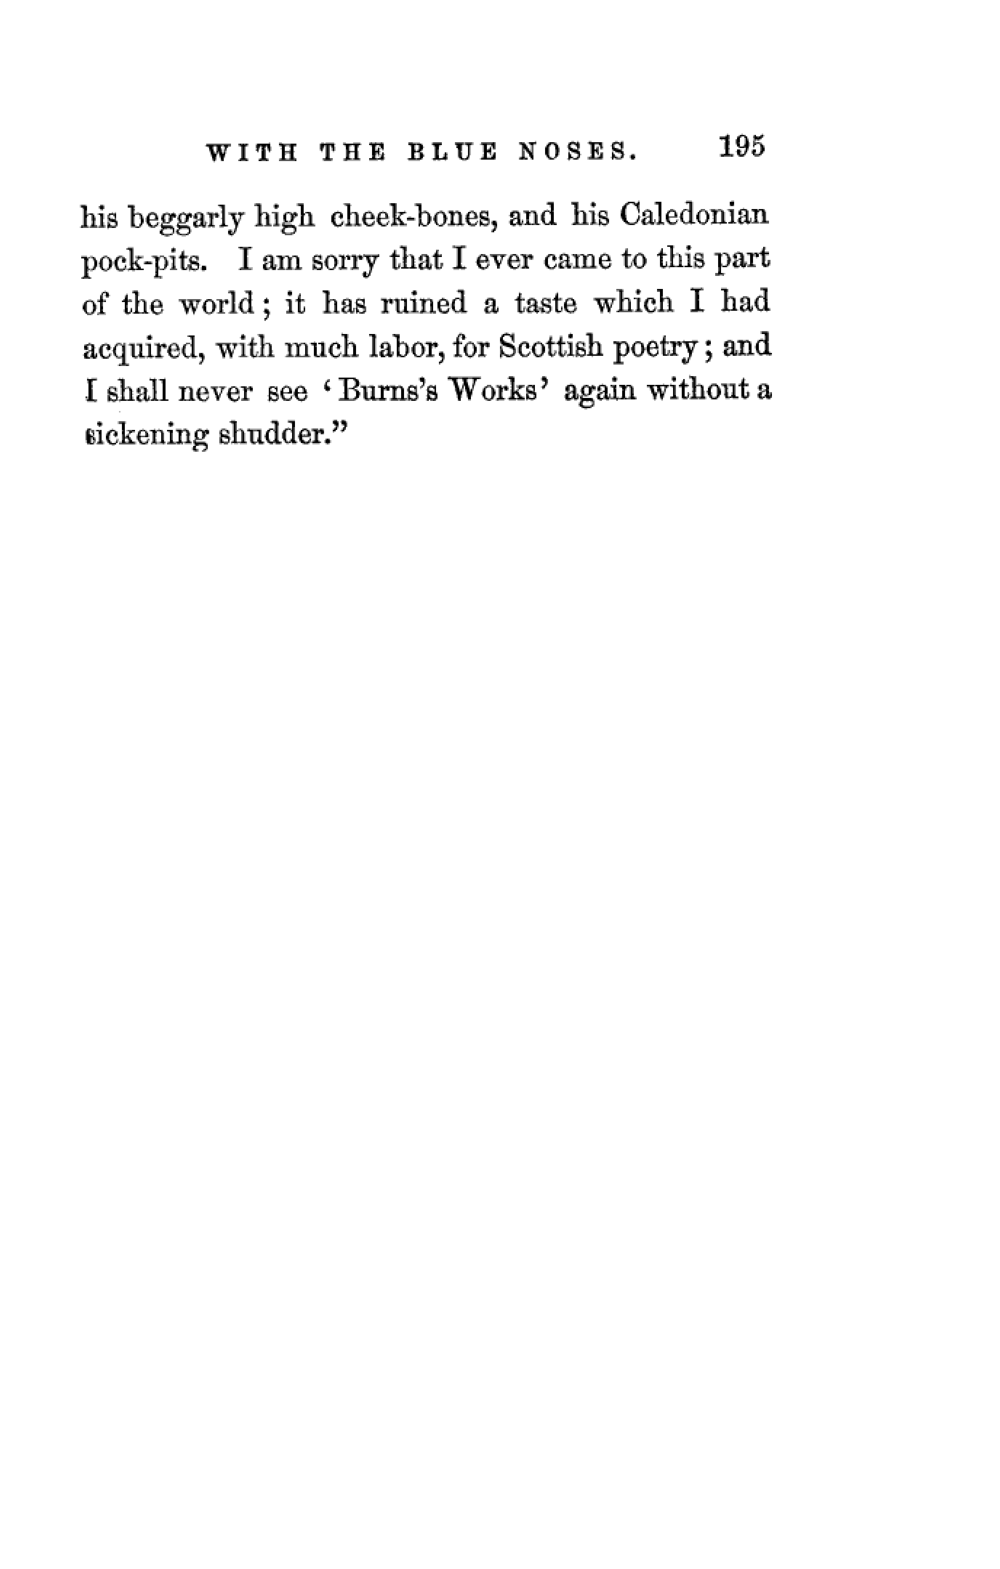 WITH THE BLUE NOSES. 195
his beggarly high cheek-bones, and his Caledonian
pock-pits. I am sorry that I ever came to this part
of the world; it has ruined a taste which I had
acquired, with much labor, for Scottish poetry; and
I shall never see ‘Burns’s Works’ again without a
sickening shudder.”